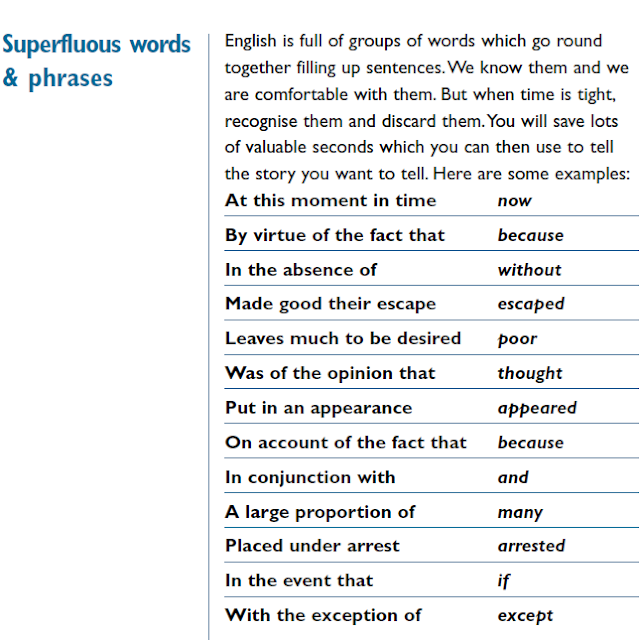 Superfluous words
& phrases
English is full of groups of words which go round
together filling up sentences. We know them and we
are comfortable with them. But when time is tight,
recognise them and discard them. You will save lots
of valuable seconds which you can then use to tell
the story you want to tell. Here are some examples:
At this moment in time now
By virtue of the fact that because
In the absence of without
Made good their escape escaped
Leaves much to be desired poor
Was of the opinion that thought
Put in an appearance appeared
On account of the fact that because
In conjunction with and
A large proportion of many
Placed under arrest arrested
In the event that if
With the exception of except